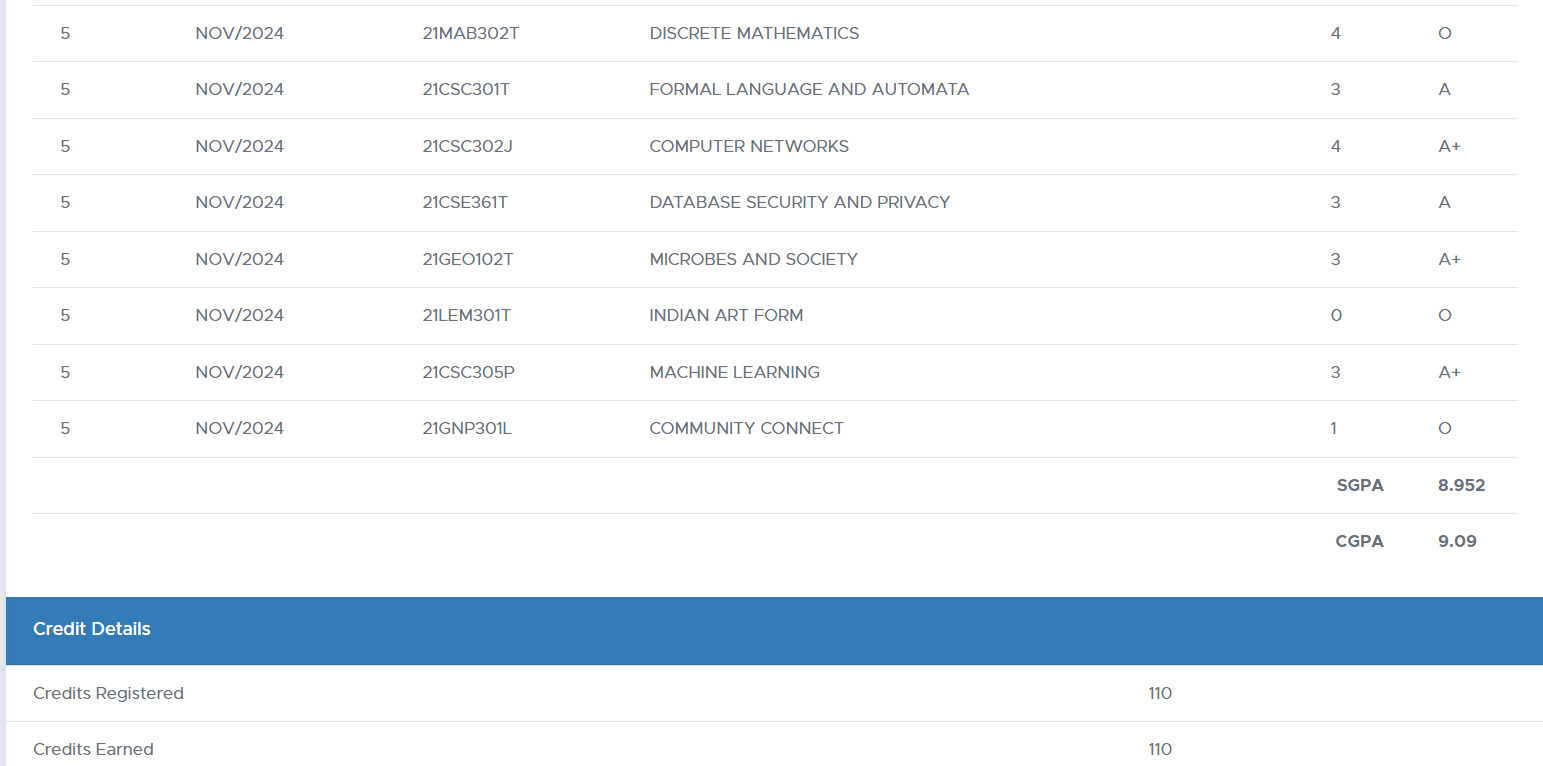 5 NOV/2024 21MAB302T DISCRETE MATHEMATICS 4 O
5 NOV/2024 21CSC301T FORMAL LANGUAGE AND AUTOMATA 3 A
5 NOV/2024 21CSC302J COMPUTER NETWORKS 4 A+
5 NOV/2024 21CSE361T DATABASE SECURITY AND PRIVACY 3 A
5 NOV/2024 21GEO102T MICROBES AND SOCIETY 3 A+
5 NOV/2024 21LEM301T INDIAN ART FORM 0 O
5 NOV/2024 21CSC305P MACHINE LEARNING 3 A+
5 NOV/2024 21GNP301L COMMUNITY CONNECT 1 O
SGPA 8.952
CGPA 9.09
Credit Details
Credits Registered 110
Credits Earned 110